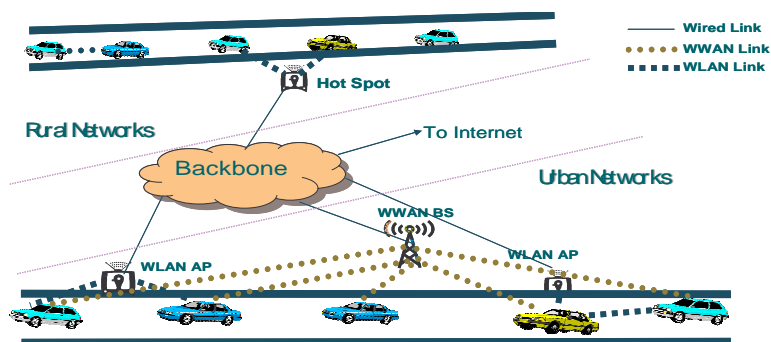 Wired Link
WWAN Link
WLAN Link
Hot Spot
Rural Networks
To Internet
Backbone
Urban Networks
WWAN BS
WLAN AP
WLAN AP